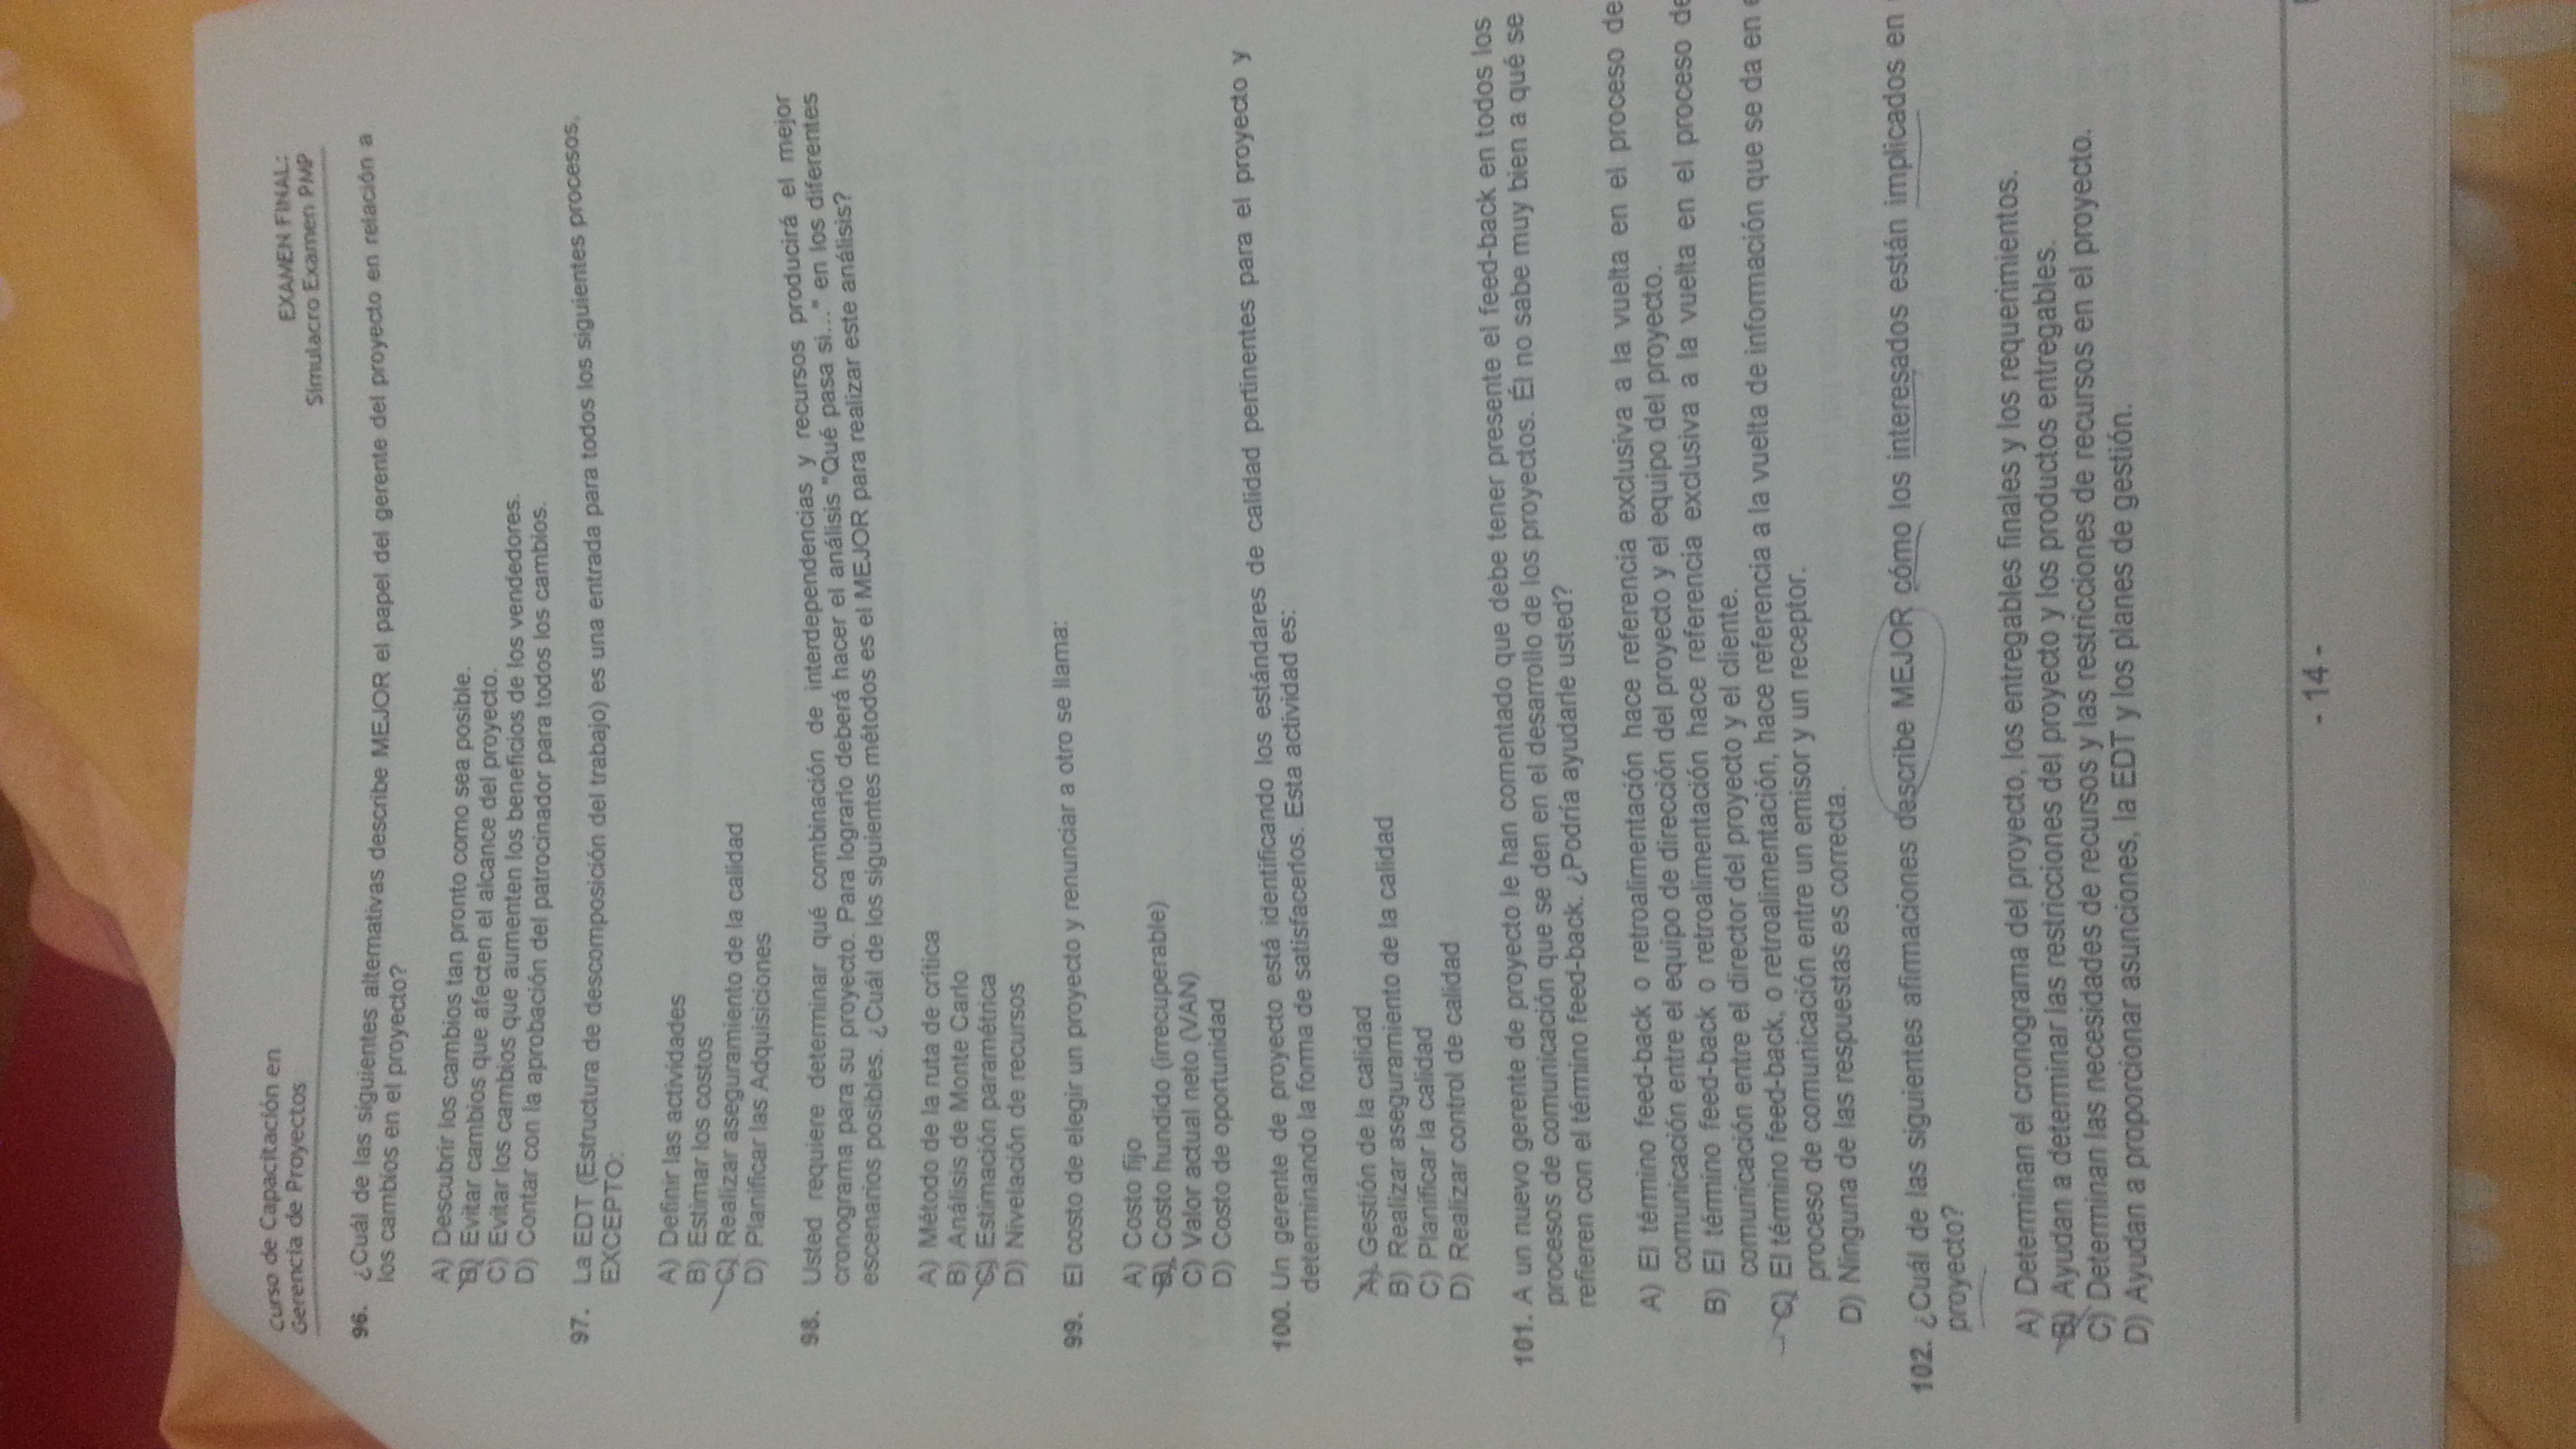 Curso de Capacitación en
Gerencia de Proyectos
EXAMEN FINAL:
Simulacro Examen PMP
96. ¿Cuál de las siguientes alternativas describe MEJOR el papel del gerente del proyecto en relación a
los cambios en el proyecto?
A) Descubrir los cambios tan pronto como sea posible.
B) Evitar cambios que afecten el alcance del proyecto.
C) Evitar los cambios que aumenten los beneficios de los vendedores.
D) Contar con la aprobación del patrocinador para todos los cambios.
97. La EDT (Estructura de descomposición del trabajo) es una entrada para todos los siguientes procesos,
EXCEPTO:
A) Definir las actividades
B) Estimar los costos
C) Realizar aseguramiento de la calidad
D) Planificar las Adquisiciones
98. Usted requiere determinar qué combinación de interdependencias y recursos producirá el mejor
cronograma para su proyecto. Para lograrlo deberá hacer el análisis "Qué pasa si..." en los diferentes
escenarios posibles. ¿Cuál de los siguientes métodos es el MEJOR para realizar este análisis?
A) Método de la ruta de crítica
B) Análisis de Monte Carlo
C) Estimación paramétrica
D) Nivelación de recursos
99. El costo de elegir un proyecto y renunciar a otro se llama:
A) Costo fijo
B) Costo hundido (irrecuperable)
C) Valor actual neto (VAN)
D) Costo de oportunidad
100. Un gerente de proyecto está identificando los estándares de calidad pertinentes para el proyecto y
determinando la forma de satisfacerlos. Esta actividad es:
A) Gestión de la calidad
B) Realizar aseguramiento de la calidad
C) Planificar la calidad
D) Realizar control de calidad
101. A un nuevo gerente de proyecto le han comentado que debe tener presente el feed-back en todos los
procesos de comunicación que se den en el desarrollo de los proyectos. Él no sabe muy bien a qué se
refieren con el término feed-back. ¿Podría ayudarle usted?
A) El término feed-back o retroalimentación hace referencia exclusiva a la vuelta en el proceso de
comunicación entre el equipo de dirección del proyecto y el equipo del proyecto.
B) El término feed-back o retroalimentación hace referencia exclusiva a la vuelta en el proceso de
comunicación entre el director del proyecto y el cliente.
C) El término feed-back, o retroalimentación, hace referencia a la vuelta de información que se da en
proceso de comunicación entre un emisor y un receptor.
D) Ninguna de las respuestas es correcta.
102. ¿Cuál de las siguientes afirmaciones describe MEJOR cómo los interesados están implicados en
proyecto?
A) Determinan el cronograma del proyecto, los entregables finales y los requerimientos.
B) Ayudan a determinar las restricciones del proyecto y los productos entregables.
C) Determinan las necesidades de recursos y las restricciones de recursos en el proyecto.
D) Ayudan a proporcionar asunciones, la EDT y los planes de gestión.
- 14 -